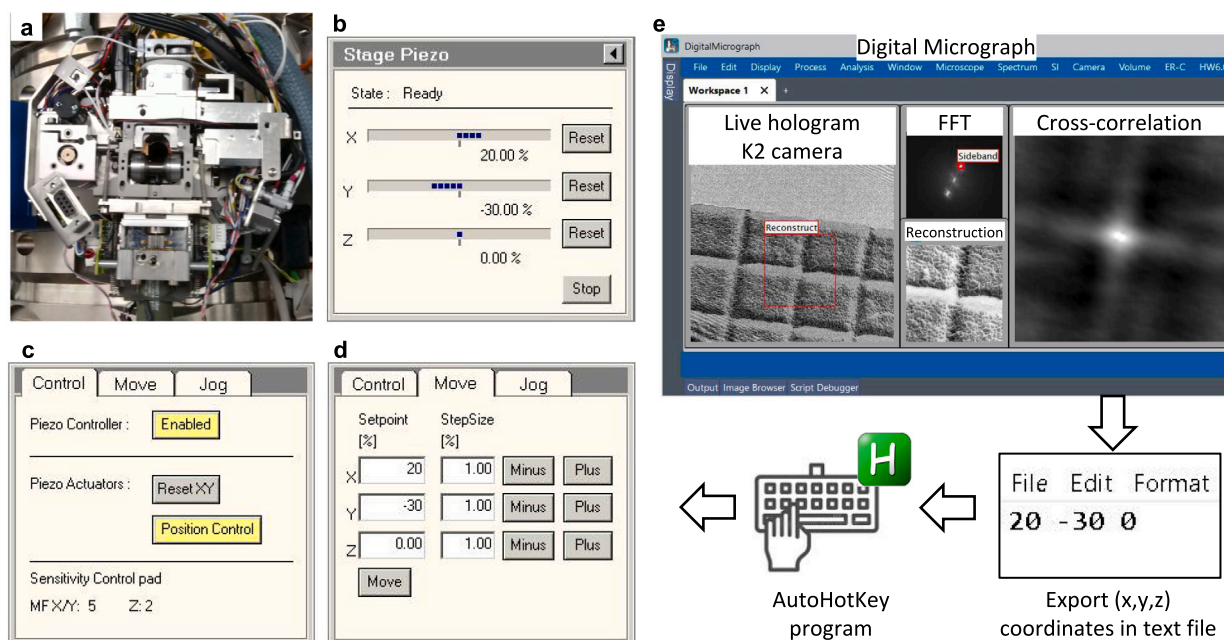 a
b
Stage Piezo
State : Ready
X
20.00 %
Reset
Y
-30.00 %
Reset
Z
0.00 %
Reset
Stop
c
Control Move Jog
Piezo Controller : Enabled
Piezo Actuators : Reset XY
Position Control
Sensitivity Control pad
MF X/Y: 5 Z: 2
d
Control Move Jog
Setpoint StepSize
[%] [%]
X 20 1.00 Minus Plus
Y -30 1.00 Minus Plus
Z 0.00 1.00 Minus Plus
Move
e
DigitalMicrograph
Digital Micrograph
File Edit Display Process Analysis Window Microscope Spectrum SI Camera Volume ER-C HW6.
Display
Workspace 1 X +
Live hologram
K2 camera
Reconstruct
FFT
Sideband
Reconstruction
Cross-correlation
Output Image Browser Script Debugger
File Edit Format
20 -30 0
Export (x,y,z)
coordinates in text file
H
AutoHotKey
program